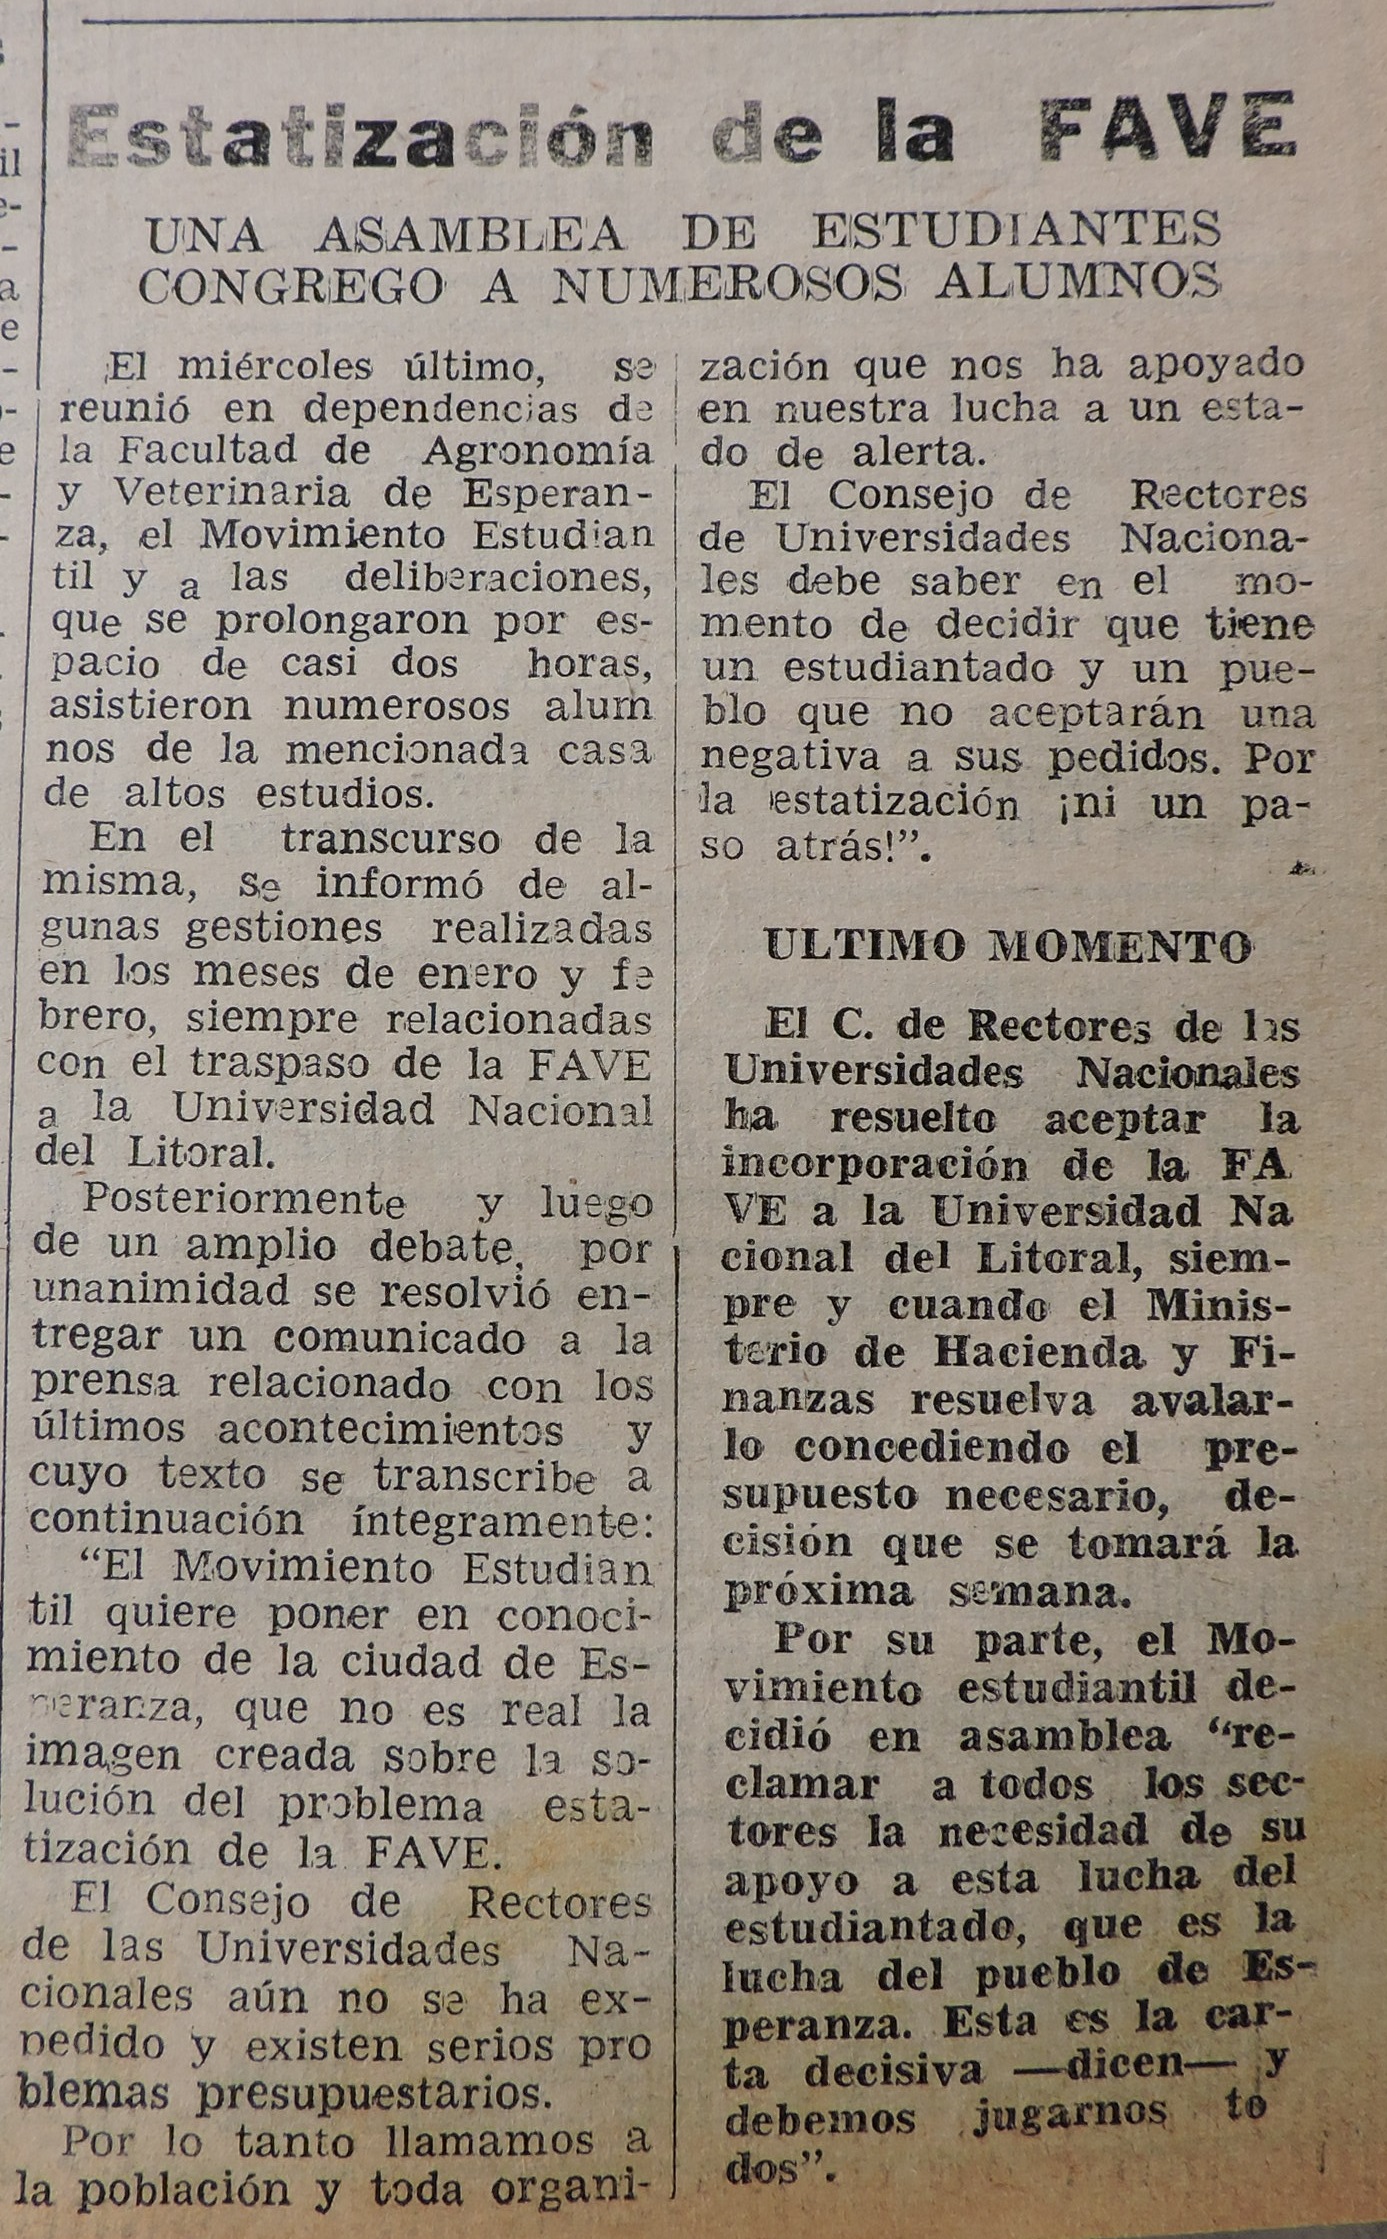 Estatización de la FAVE
UNA ASAMBLEA DE ESTUDIANTES
CONGREGO A NUMEROSOS ALUMNOS
El miércoles último, se
reunió en dependencias de
la Facultad de Agronomía
y Veterinaria de Esperan-
za, el Movimiento Estudian
til y a las deliberaciones,
que se prolongaron por es-
pacio de casi dos horas,
asistieron numerosos alum
nos de la mencionada casa
de altos estudios.
En el transcurso de la
misma, se informó de al-
gunas gestiones realizadas
en los meses de enero y fe
brero, siempre relacionadas
con el traspaso de la FAVE
a la Universidad Nacional
del Litoral.
Posteriormente y luego
de un amplio debate, por
unanimidad se resolvió en-
tregar un comunicado a la
prensa relacionado con los
últimos acontecimientos y
cuyo texto se transcribe a
continuación íntegramente:
“El Movimiento Estudian
til quiere poner en conoci-
miento de la ciudad de Es-
peranza, que no es real la
imagen creada sobre la so-
lución del problema esta-
tización de la FAVE.
El Consejo de Rectores
de las Universidades Na-
cionales aún no se ha ex-
pedido y existen serios pro
blemas presupuestarios.
Por lo tanto llamamos a
la población y toda organi-
zación que nos ha apoyado
en nuestra lucha a un esta-
do de alerta.
El Consejo de Rectores
de Universidades Naciona-
les debe saber en el mo-
mento de decidir que tiene
un estudiantado y un pue-
blo que no aceptarán una
negativa a sus pedidos. Por
la estatización ¡ni un pa-
so atrás!”.
ULTIMO MOMENTO
El C. de Rectores de las
Universidades Nacionales
ha resuelto aceptar la
incorporación de la FA
VE a la Universidad Na
cional del Litoral, siem-
pre y cuando el Minis-
terio de Hacienda y Fi-
nanzas resuelva avalar-
lo concediendo el pre-
supuesto necesario, de-
cisión que se tomará la
próxima semana.
Por su parte, el Mo-
vimiento estudiantil de-
cidió en asamblea “re-
clamar a todos los sec-
tores la necesidad de su
apoyo a esta lucha del
estudiantado, que es la
lucha del pueblo de Es-
peranza. Esta es la car-
ta decisiva —dicen— y
debemos jugarnos to
dos”.